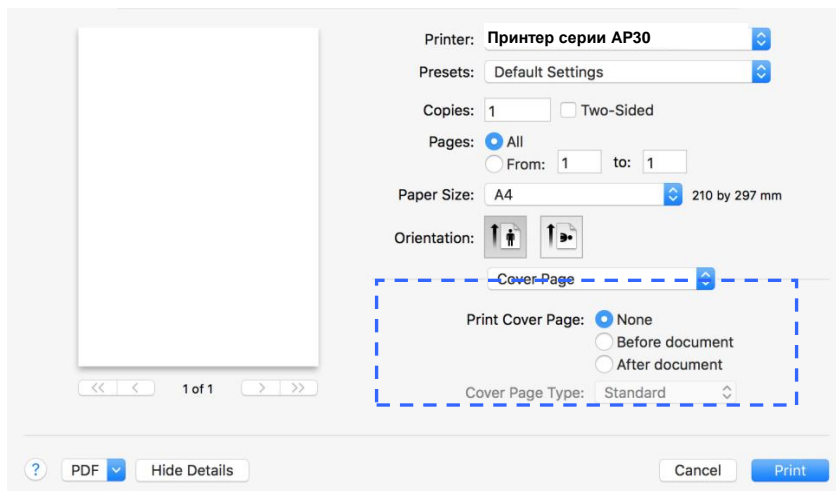 Printer: Принтер серии AP30
Presets: Default Settings
Copies: 1 Two-Sided
Pages: All
From: 1 to: 1
Paper Size: A4 210 by 297 mm
Orientation:
Cover Page
Print Cover Page: None
Before document
After document
Cover Page Type: Standard
<< < 1 of 1 > >>
? PDF Hide Details Cancel Print